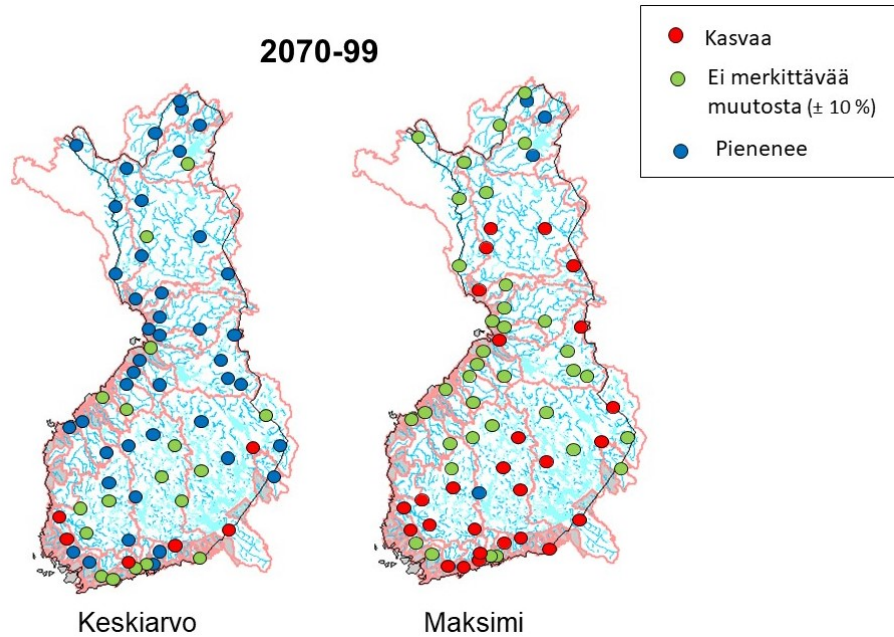 2070-99
Kasvaa
Ei merkittävää
muutosta (± 10 %)
Pienenee
Keskiarvo
Maksimi